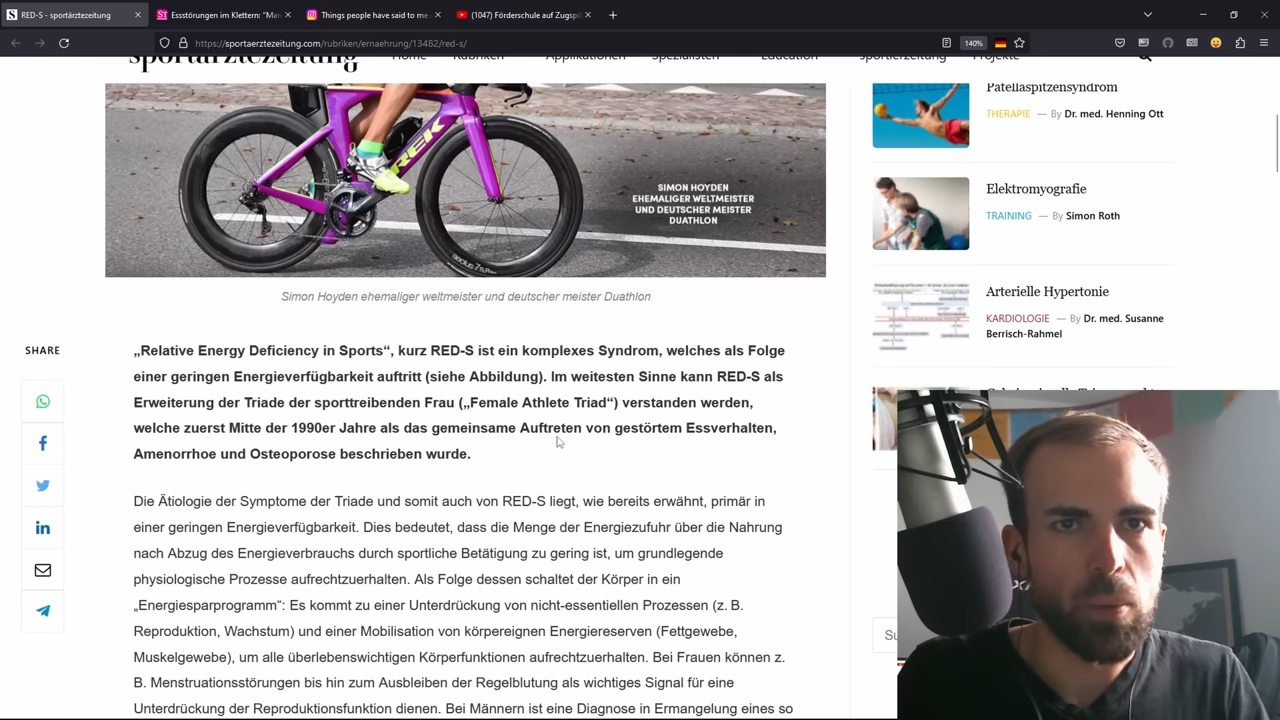 RED-S - sportärztezeitung
Essstörungen im Klettern: "Mar
Things people have said to me
(1047) Förderschule auf Zugspit
https://sportaerztezeitung.com/rubriken/ernaehrung/13482/red-s/
140%
sportärztezeitung
Home
Rubriken
Applikationen
Spezialisten
Education
Sportlerzeitung
Projekte
TREK
aeolus
SIMON HOYDEN
EHEMALIGER WELTMEISTER
UND DEUTSCHER MEISTER
DUATHLON
Simon Hoyden ehemaliger weltmeister und deutscher meister Duathlon
SHARE
„Relative Energy Deficiency in Sports“, kurz RED-S ist ein komplexes Syndrom, welches als Folge
einer geringen Energieverfügbarkeit auftritt (siehe Abbildung). Im weitesten Sinne kann RED-S als
Erweiterung der Triade der sporttreibenden Frau („Female Athlete Triad“) verstanden werden,
welche zuerst Mitte der 1990er Jahre als das gemeinsame Auftreten von gestörtem Essverhalten,
Amenorrhoe und Osteoporose beschrieben wurde.
Die Ätiologie der Symptome der Triade und somit auch von RED-S liegt, wie bereits erwähnt, primär in
einer geringen Energieverfügbarkeit. Dies bedeutet, dass die Menge der Energiezufuhr über die Nahrung
nach Abzug des Energieverbrauchs durch sportliche Betätigung zu gering ist, um grundlegende
physiologische Prozesse aufrechtzuerhalten. Als Folge dessen schaltet der Körper in ein
„Energiesparprogramm“: Es kommt zu einer Unterdrückung von nicht-essentiellen Prozessen (z. B.
Reproduktion, Wachstum) und einer Mobilisation von körpereignen Energiereserven (Fettgewebe,
Muskelgewebe), um alle überlebenswichtigen Körperfunktionen aufrechtzuerhalten. Bei Frauen können z.
B. Menstruationsstörungen bis hin zum Ausbleiben der Regelblutung als wichtiges Signal für eine
Unterdrückung der Reproduktionsfunktion dienen. Bei Männern ist eine Diagnose in Ermangelung eines so
Patellaspitzensyndrom
THERAPIE — By Dr. med. Henning Ott
Elektromyografie
TRAINING — By Simon Roth
Arterielle Hypertonie
KARDIOLOGIE — By Dr. med. Susanne
Berrisch-Rahmel
Su